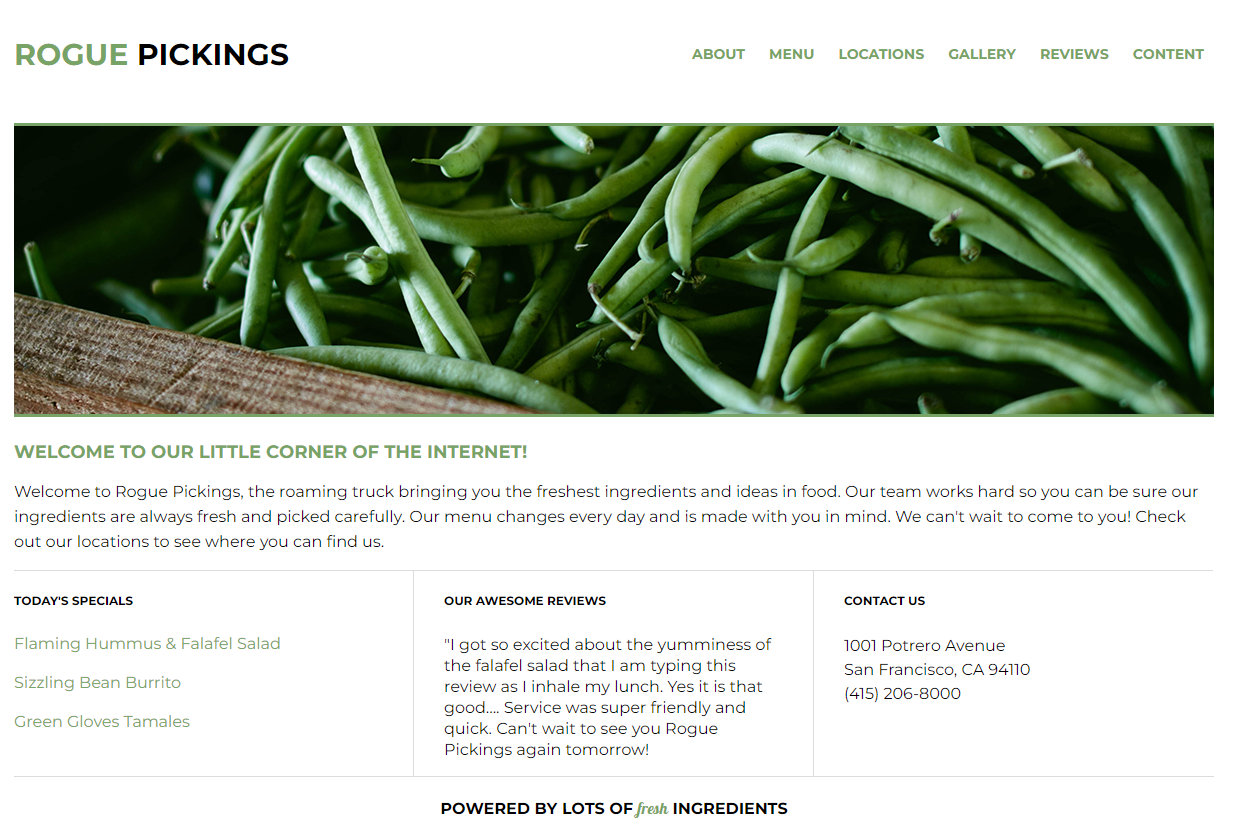 ROGUE PICKINGS
ABOUT MENU LOCATIONS GALLERY REVIEWS CONTENT
WELCOME TO OUR LITTLE CORNER OF THE INTERNET!
Welcome to Rogue Pickings, the roaming truck bringing you the freshest ingredients and ideas in food. Our team works hard so you can be sure our
ingredients are always fresh and picked carefully. Our menu changes every day and is made with you in mind. We can't wait to come to you! Check
out our locations to see where you can find us.
TODAY'S SPECIALS
Flaming Hummus & Falafel Salad
Sizzling Bean Burrito
Green Gloves Tamales
OUR AWESOME REVIEWS
"I got so excited about the yumminess of
the falafel salad that I am typing this
review as I inhale my lunch. Yes it is that
good.... Service was super friendly and
quick. Can't wait to see you Rogue
Pickings again tomorrow!
CONTACT US
1001 Potrero Avenue
San Francisco, CA 94110
(415) 206-8000
POWERED BY LOTS OF fresh INGREDIENTS